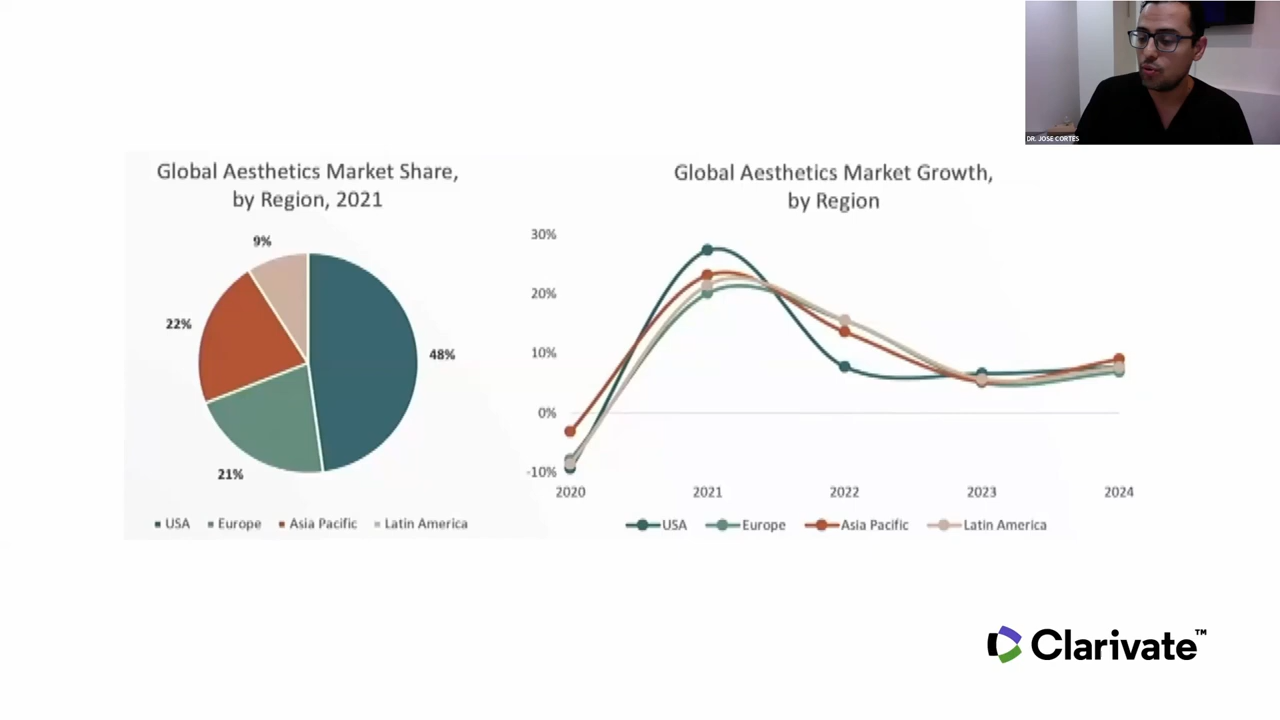 DR. JOSE CORTES
Global Aesthetics Market Share,
by Region, 2021
9%
22%
48%
21%
USA Europe Asia Pacific Latin America
Global Aesthetics Market Growth,
by Region
30%
20%
10%
0%
-10%
2020 2021 2022 2023 2024
USA Europe Asia Pacific Latin America
Clarivate™